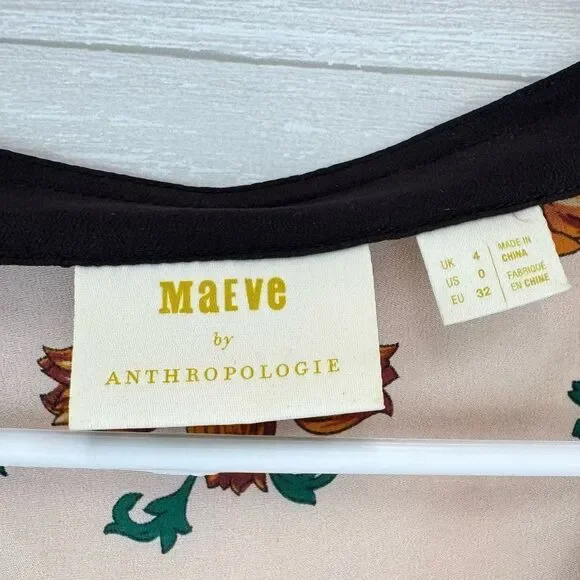 MaEVe
by
ANTHROPOLOGIE
UK 4
US 0
EU 32
MADE IN
CHINA
FABRIQUÉ
EN CHINE